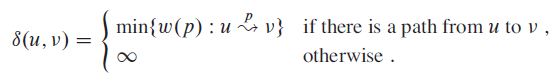 δ(u, v) = { min{w(p) : u ⇝ᵖ v} if there is a path from u to v ,
∞ otherwise .